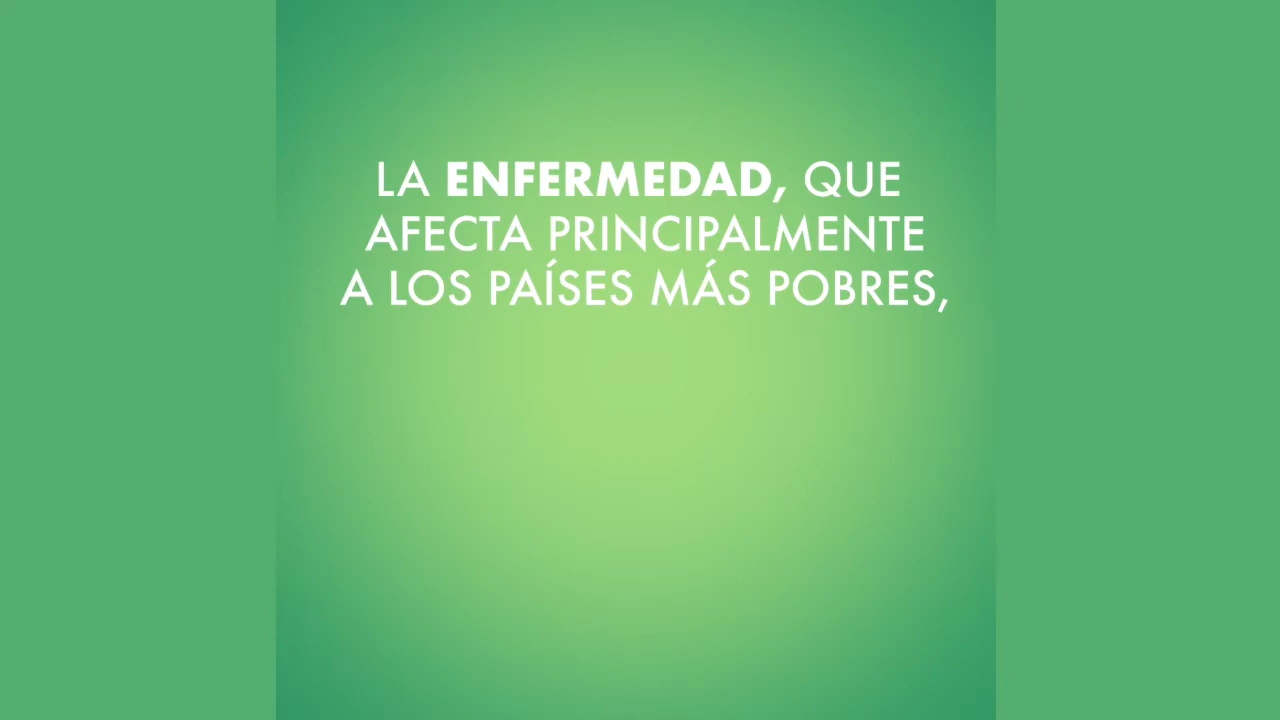 LA ENFERMEDAD, QUE
AFECTA PRINCIPALMENTE
A LOS PAÍSES MÁS POBRES,